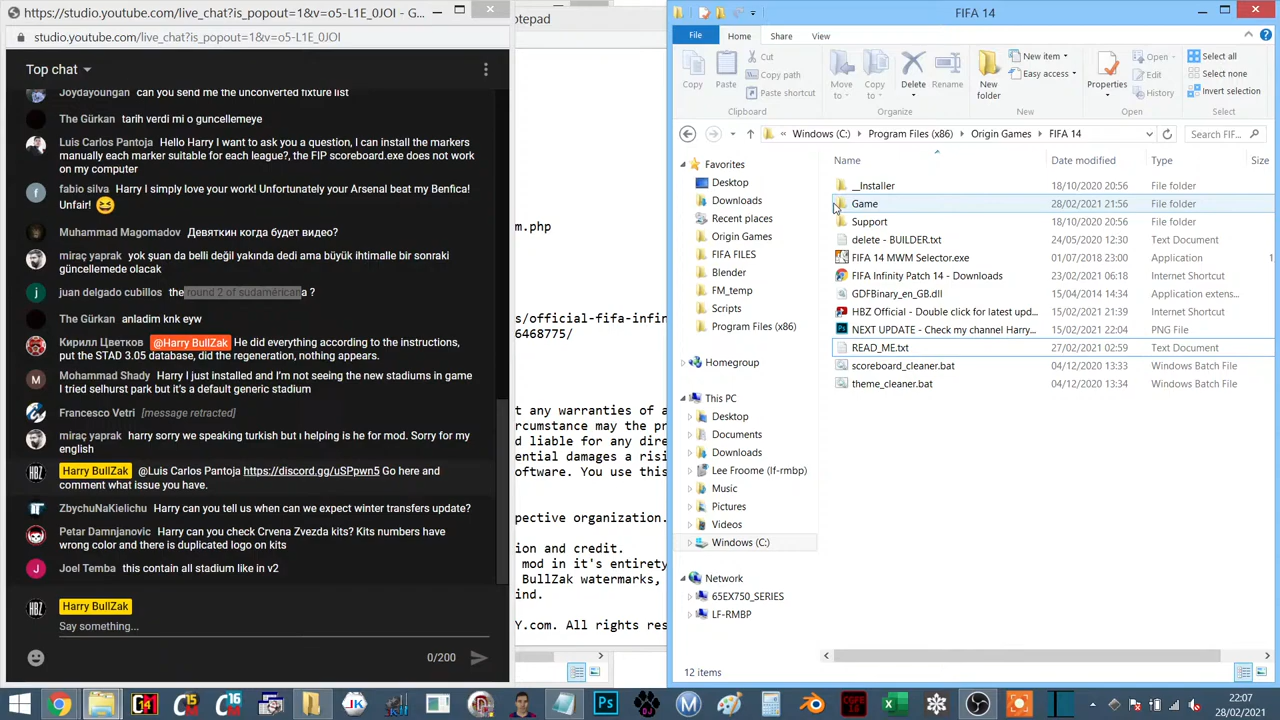 studio.youtube.com/live_chat?is_popout=1&v=o5-L1E_0JOI - G...
studio.youtube.com/live_chat?is_popout=1&v=o5-L1E_0JOI
Top chat
Joydayoungan can you send me the unconverted fixture list
The Gürkan tarih verdi mi o guncellemeye
Luis Carlos Pantoja Hello Harry I want to ask you a question, I can install the markers
manually each marker suitable for each league?, the FIP scoreboard.exe does not work
on my computer
fabio silva Harry I simply love your work! Unfortunately your Arsenal beat my Benfica!
Unfair! 😆
Muhammad Magomadov Девяткин когда будет видео?
miraç yaprak yok şuan da belli değil yakında dedi ama büyük ihtimalle bir sonraki
güncellemede olacak
juan delgado cubillos the round 2 of sudaméricana ?
The Gürkan anladim knk eyw
Кирилл Цветков @Harry BullZak He did everything according to the instructions,
put the STAD 3.05 database, did the regeneration, nothing appears.
Mohammad Shady Harry I just installed and I'm not seeing the new stadiums in game
I tried selhurst park but it's a default generic stadium
Francesco Vetri [message retracted]
miraç yaprak harry sorry we speaking turkish but ı helping is he for mod. Sorry for my
english
Harry BullZak @Luis Carlos Pantoja https://discord.gg/uSPpwn5 Go here and
comment what issue you have.
ZbychuNaKielichu Harry can you tell us when can we expect winter transfers update?
Petar Damnjanovic Harry can you check Crvena Zvezda kits? Kits numbers have
wrong color and there is duplicated logo on kits
Joel Temba this contain all stadium like in v2
Harry BullZak
Say something...
0/200
otepad
m.php
s/official-fifa-infin
6468775/
t any warranties of a
rcumstance may the pr
d liable for any dire
ential damages a risi
oftware. You use this
pective organization.
ion and credit.
mod in it's entirety
BullZak watermarks,
ind.
Y.com. All rights res
FIFA 14
File Home Share View
Copy
Paste
Cut
Copy path
Paste shortcut
Clipboard
Move to
Copy to
Delete
Rename
Organize
New folder
New item
Easy access
New
Properties
Open
Edit
History
Open
Select all
Select none
Invert selection
Select
« Windows (C:) Program Files (x86) Origin Games FIFA 14
Search FIF...
Favorites
Desktop
Downloads
Recent places
Origin Games
FIFA FILES
Blender
FM_temp
Scripts
Program Files (x86)
Homegroup
This PC
Desktop
Documents
Downloads
Lee Froome (lf-rmbp)
Music
Pictures
Videos
Windows (C:)
Network
65EX750_SERIES
LF-RMBP
Name Date modified Type Size
__Installer 18/10/2020 20:56 File folder
Game 28/02/2021 21:56 File folder
Support 18/10/2020 20:56 File folder
delete - BUILDER.txt 24/05/2020 12:30 Text Document
FIFA 14 MWM Selector.exe 01/07/2018 23:00 Application 1
FIFA Infinity Patch 14 - Downloads 23/02/2021 06:18 Internet Shortcut
GDFBinary_en_GB.dll 15/04/2014 14:34 Application extens...
HBZ Official - Double click for latest upd... 15/02/2021 21:39 Internet Shortcut
NEXT UPDATE - Check my channel Harry... 15/02/2021 22:04 PNG File
READ_ME.txt 27/02/2021 02:59 Text Document
scoreboard_cleaner.bat 04/12/2020 13:33 Windows Batch File
theme_cleaner.bat 04/12/2020 13:34 Windows Batch File
12 items
22:07
28/02/2021